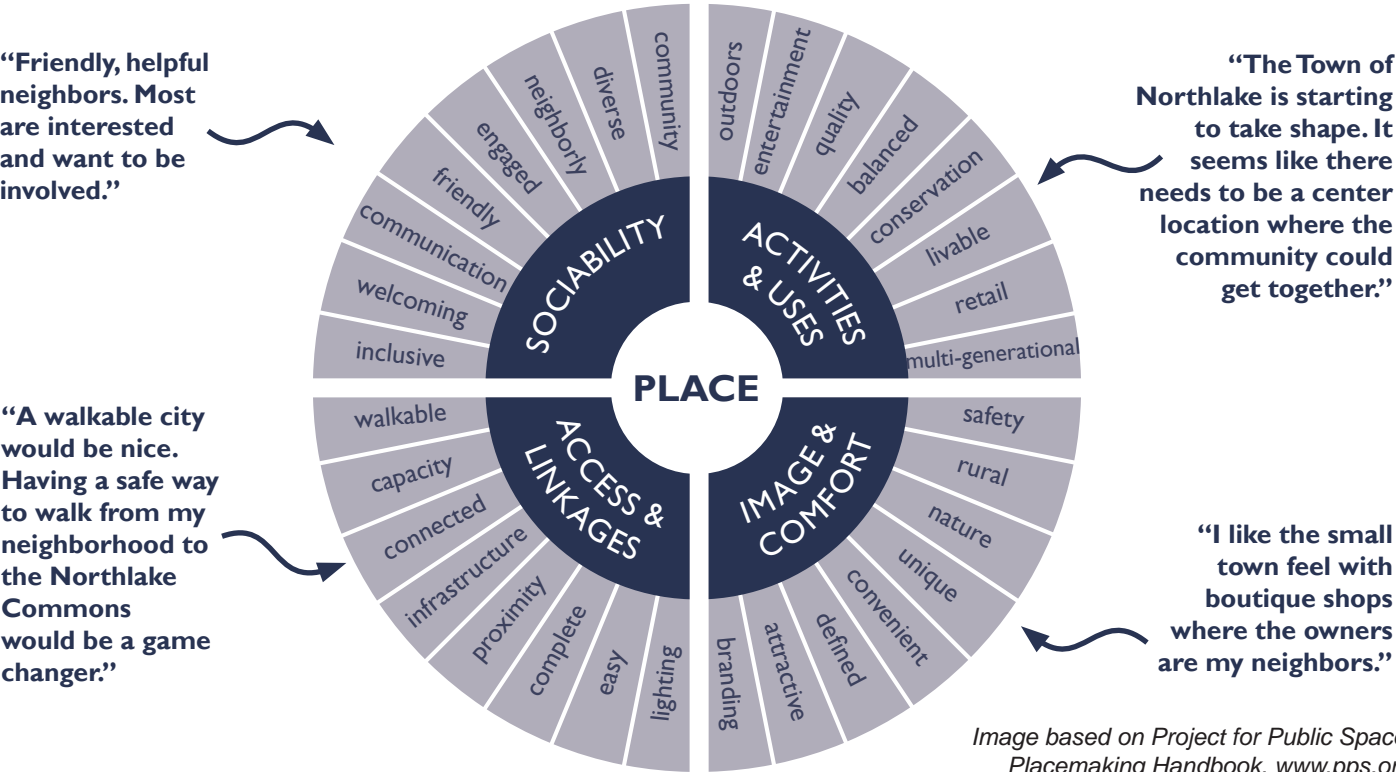 “Friendly, helpful
neighbors. Most
are interested
and want to be
involved.”
“A walkable city
would be nice.
Having a safe way
to walk from my
neighborhood to
the Northlake
Commons
would be a game
changer.”
PLACE
SOCIABILITY
inclusive
welcoming
communication
friendly
engaged
neighborly
diverse
community
ACTIVITIES
& USES
outdoors
entertainment
quality
balanced
conservation
livable
retail
multi-generational
IMAGE &
COMFORT
safety
rural
nature
unique
convenient
defined
attractive
branding
ACCESS &
LINKAGES
walkable
capacity
connected
infrastructure
proximity
complete
easy
lighting
“The Town of
Northlake is starting
to take shape. It
seems like there
needs to be a center
location where the
community could
get together.”
“I like the small
town feel with
boutique shops
where the owners
are my neighbors.”
Image based on Project for Public Space
Placemaking Handbook. www.pps.or